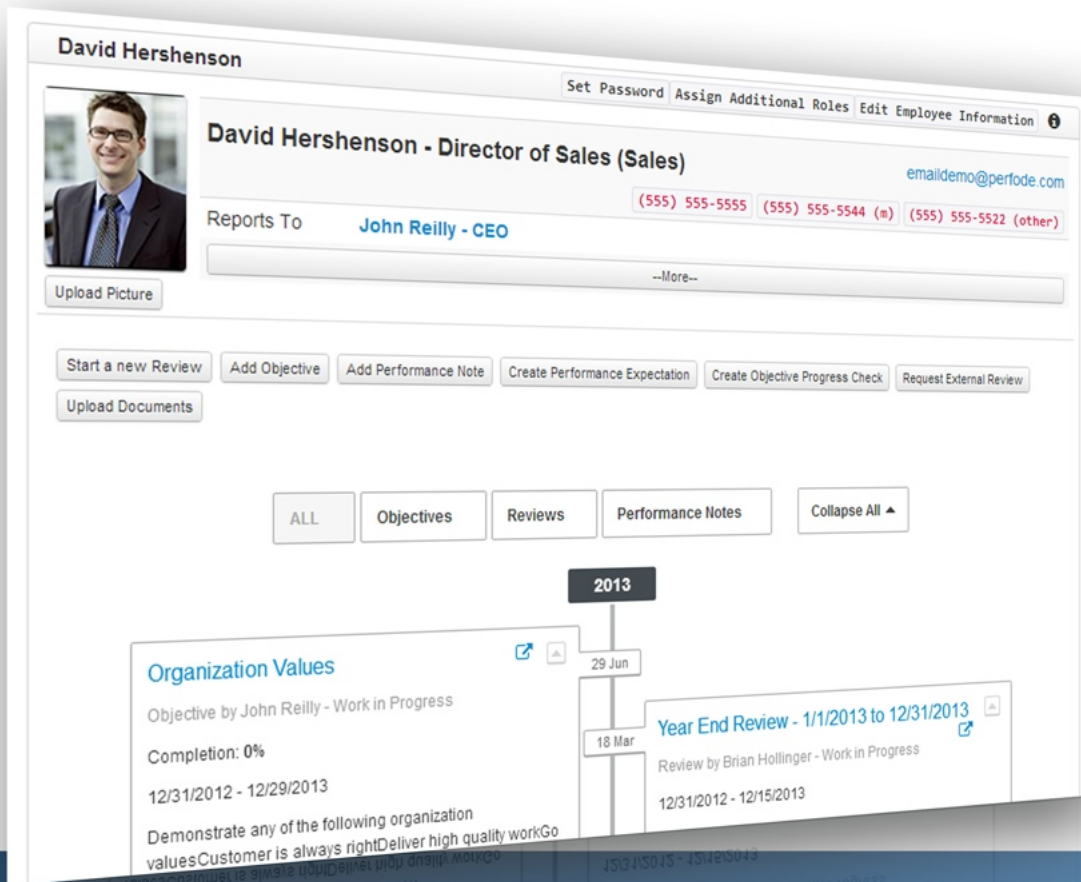 David Hershenson
Set Password Assign Additional Roles Edit Employee Information
David Hershenson - Director of Sales (Sales)
emaildemo@perfode.com
(555) 555-5555 (555) 555-5544 (m) (555) 555-5522 (other)
Reports To John Reilly - CEO
--More--
Upload Picture
Start a new Review Add Objective Add Performance Note Create Performance Expectation Create Objective Progress Check Request External Review
Upload Documents
ALL Objectives Reviews Performance Notes Collapse All
2013
29 Jun
Organization Values
Objective by John Reilly - Work in Progress
Completion: 0%
12/31/2012 - 12/29/2013
Demonstrate any of the following organization
valuesCustomer is always rightDeliver high quality workGo
18 Mar
Year End Review - 1/1/2013 to 12/31/2013
Review by Brian Hollinger - Work in Progress
12/31/2012 - 12/15/2013